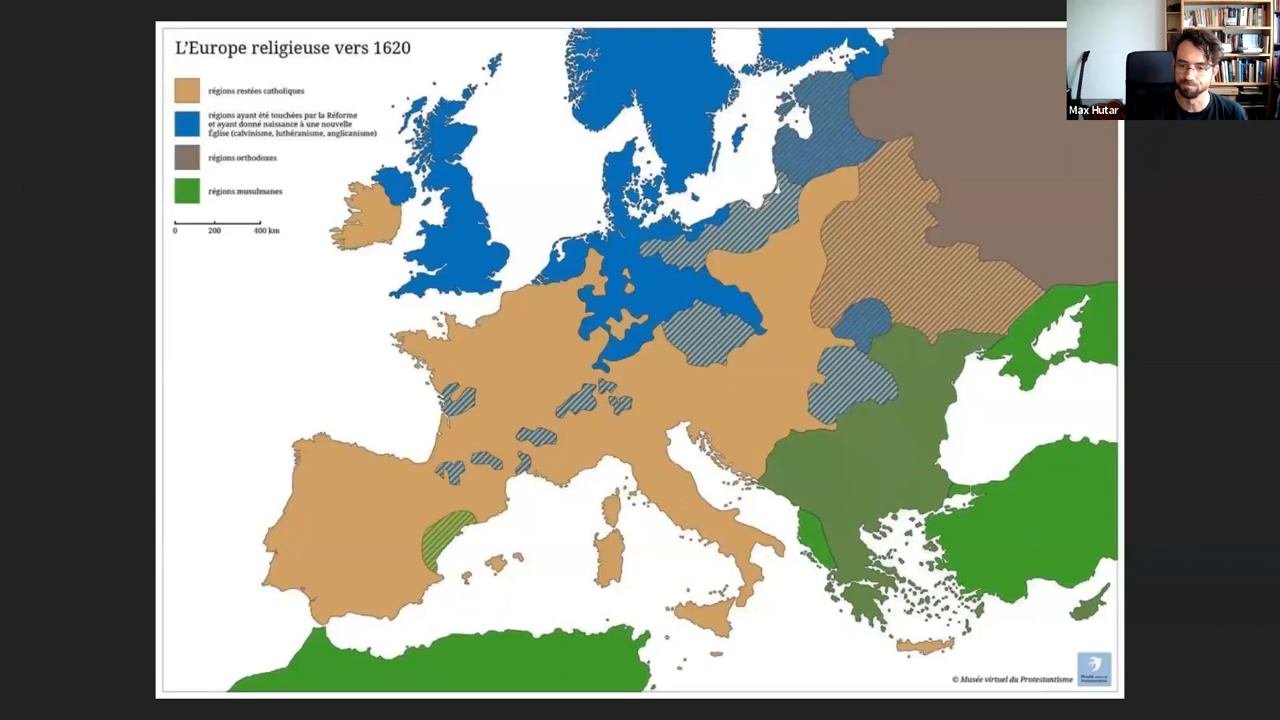 L’Europe religieuse vers 1620
régions restées catholiques
régions ayant été touchées par la Réforme
et ayant donné naissance à une nouvelle
Église (calvinisme, luthéranisme, anglicanisme)
régions orthodoxes
régions musulmanes
0 200 400 km
© Musée virtuel du Protestantisme
Max Hutar